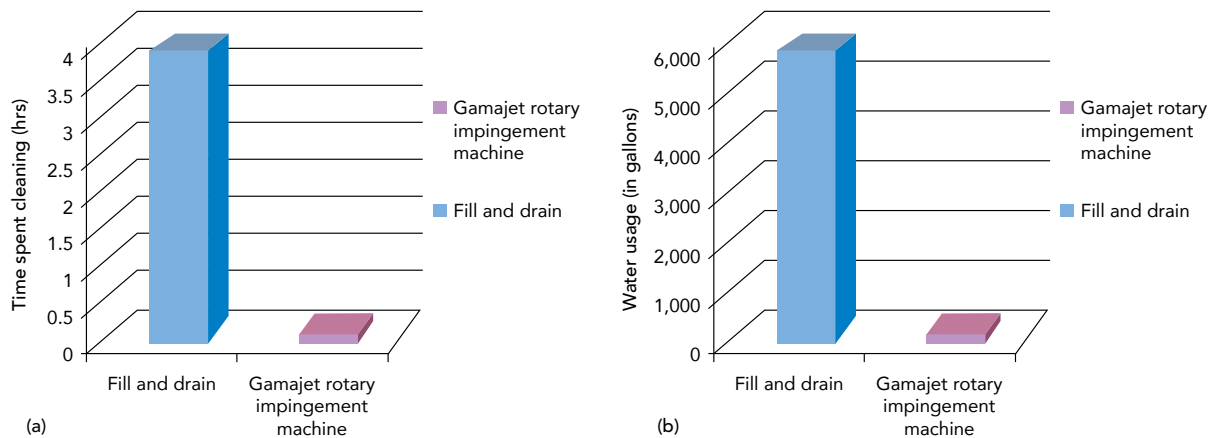 Time spent cleaning (hrs)
4
3.5
3
2.5
2
1.5
1
0.5
0
Fill and drain
Gamajet rotary
impingement
machine
Gamajet rotary
impingement
machine
Fill and drain
(a)
Water usage (in gallons)
6,000
5,000
4,000
3,000
2,000
1,000
0
Fill and drain
Gamajet rotary
impingement
machine
Gamajet rotary
impingement
machine
Fill and drain
(b)